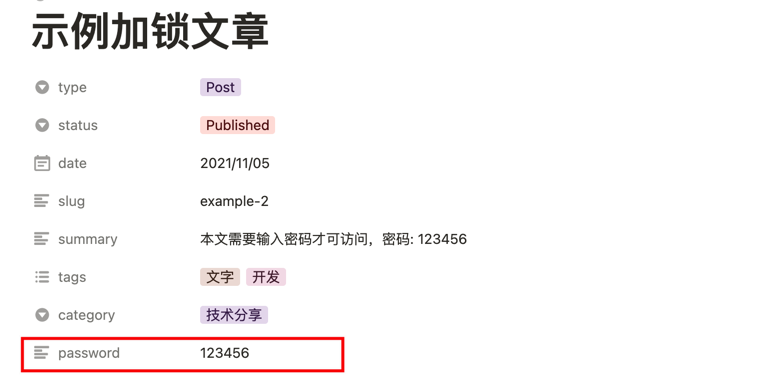 示例加锁文章
type Post
status Published
date 2021/11/05
slug example-2
summary 本文需要输入密码才可访问，密码: 123456
tags 文字 开发
category 技术分享
password 123456